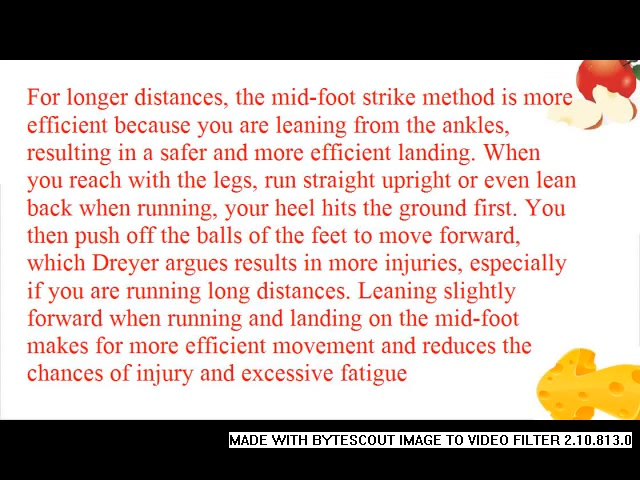 For longer distances, the mid-foot strike method is more
efficient because you are leaning from the ankles,
resulting in a safer and more efficient landing. When
you reach with the legs, run straight upright or even lean
back when running, your heel hits the ground first. You
then push off the balls of the feet to move forward,
which Dreyer argues results in more injuries, especially
if you are running long distances. Leaning slightly
forward when running and landing on the mid-foot
makes for more efficient movement and reduces the
chances of injury and excessive fatigue
MADE WITH BYTESCOUT IMAGE TO VIDEO FILTER 2.10.813.0